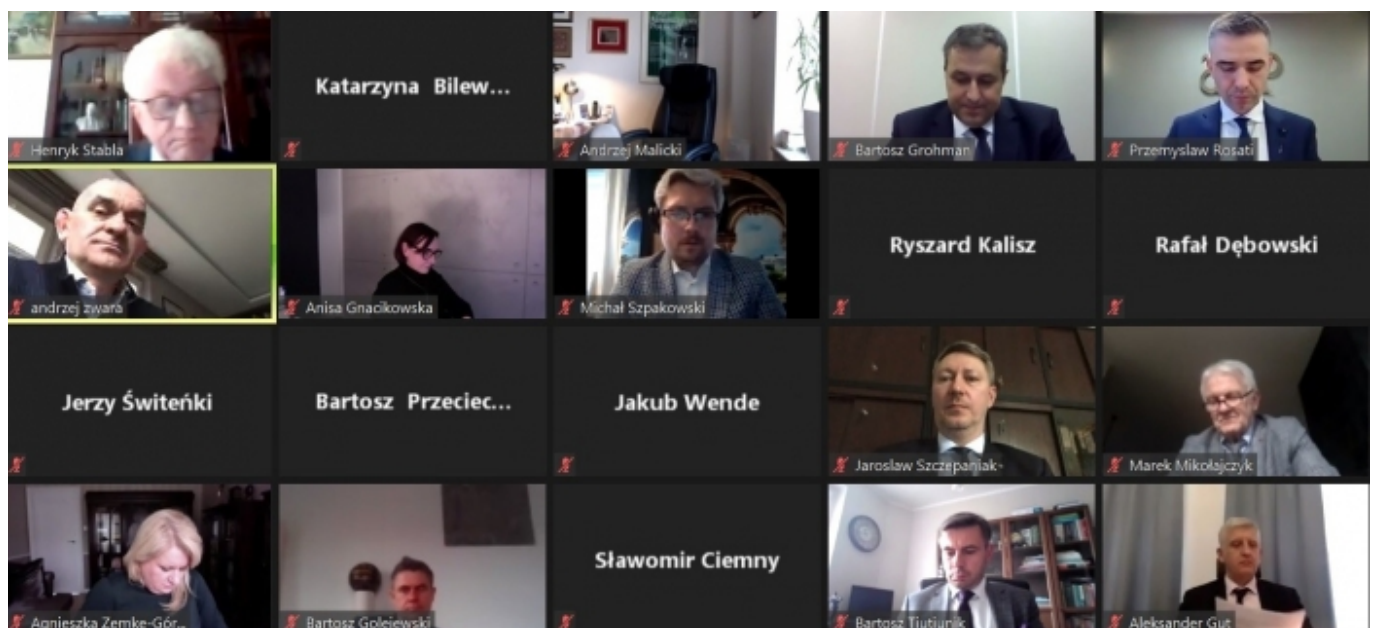 Henryk Stabla
Katarzyna Bilew...
Andrzej Malicki
Bartosz Grohman
Przemyslaw Rosati
andrzej zwara
Anisa Gnacikowska
Michał Szpakowski
Ryszard Kalisz
Rafał Dębowski
Jerzy Świteńki
Bartosz Przeciec...
Jakub Wende
Jaroslaw Szczepaniak-
Marek Mikołajczyk
Agnieszka Zemke-Gór...
Bartosz Golejewski
Sławomir Ciemny
Bartosz Tiutiunik
Aleksander Gut